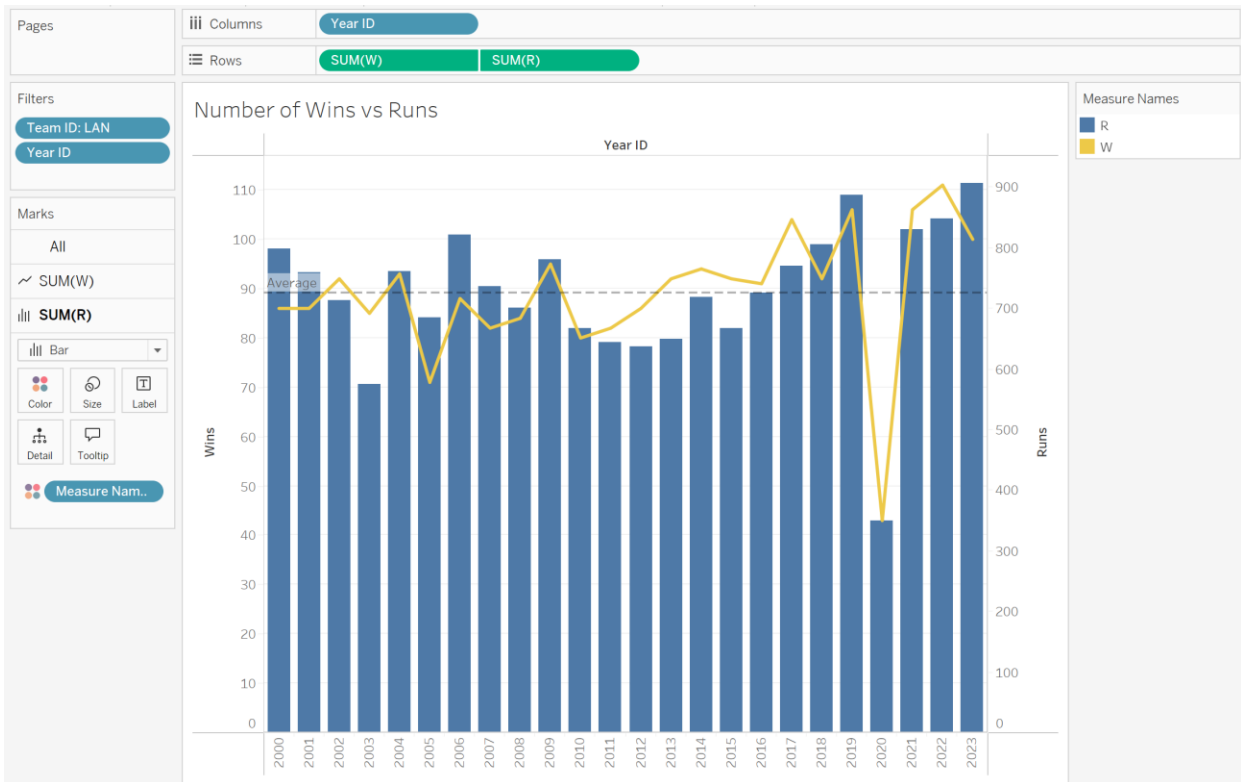 Pages
Columns
Year ID
Rows
SUM(W)
SUM(R)
Filters
Team ID: LAN
Year ID
Marks
All
SUM(W)
SUM(R)
Bar
Color
Size
T
Label
Detail
Tooltip
Measure Nam..
Number of Wins vs Runs
Year ID
Wins
110
100
90
80
70
60
50
40
30
20
10
0
Average
900
800
700
600
500
400
300
200
100
0
Runs
2000
2001
2002
2003
2004
2005
2006
2007
2008
2009
2010
2011
2012
2013
2014
2015
2016
2017
2018
2019
2020
2021
2022
2023
Measure Names
R
W